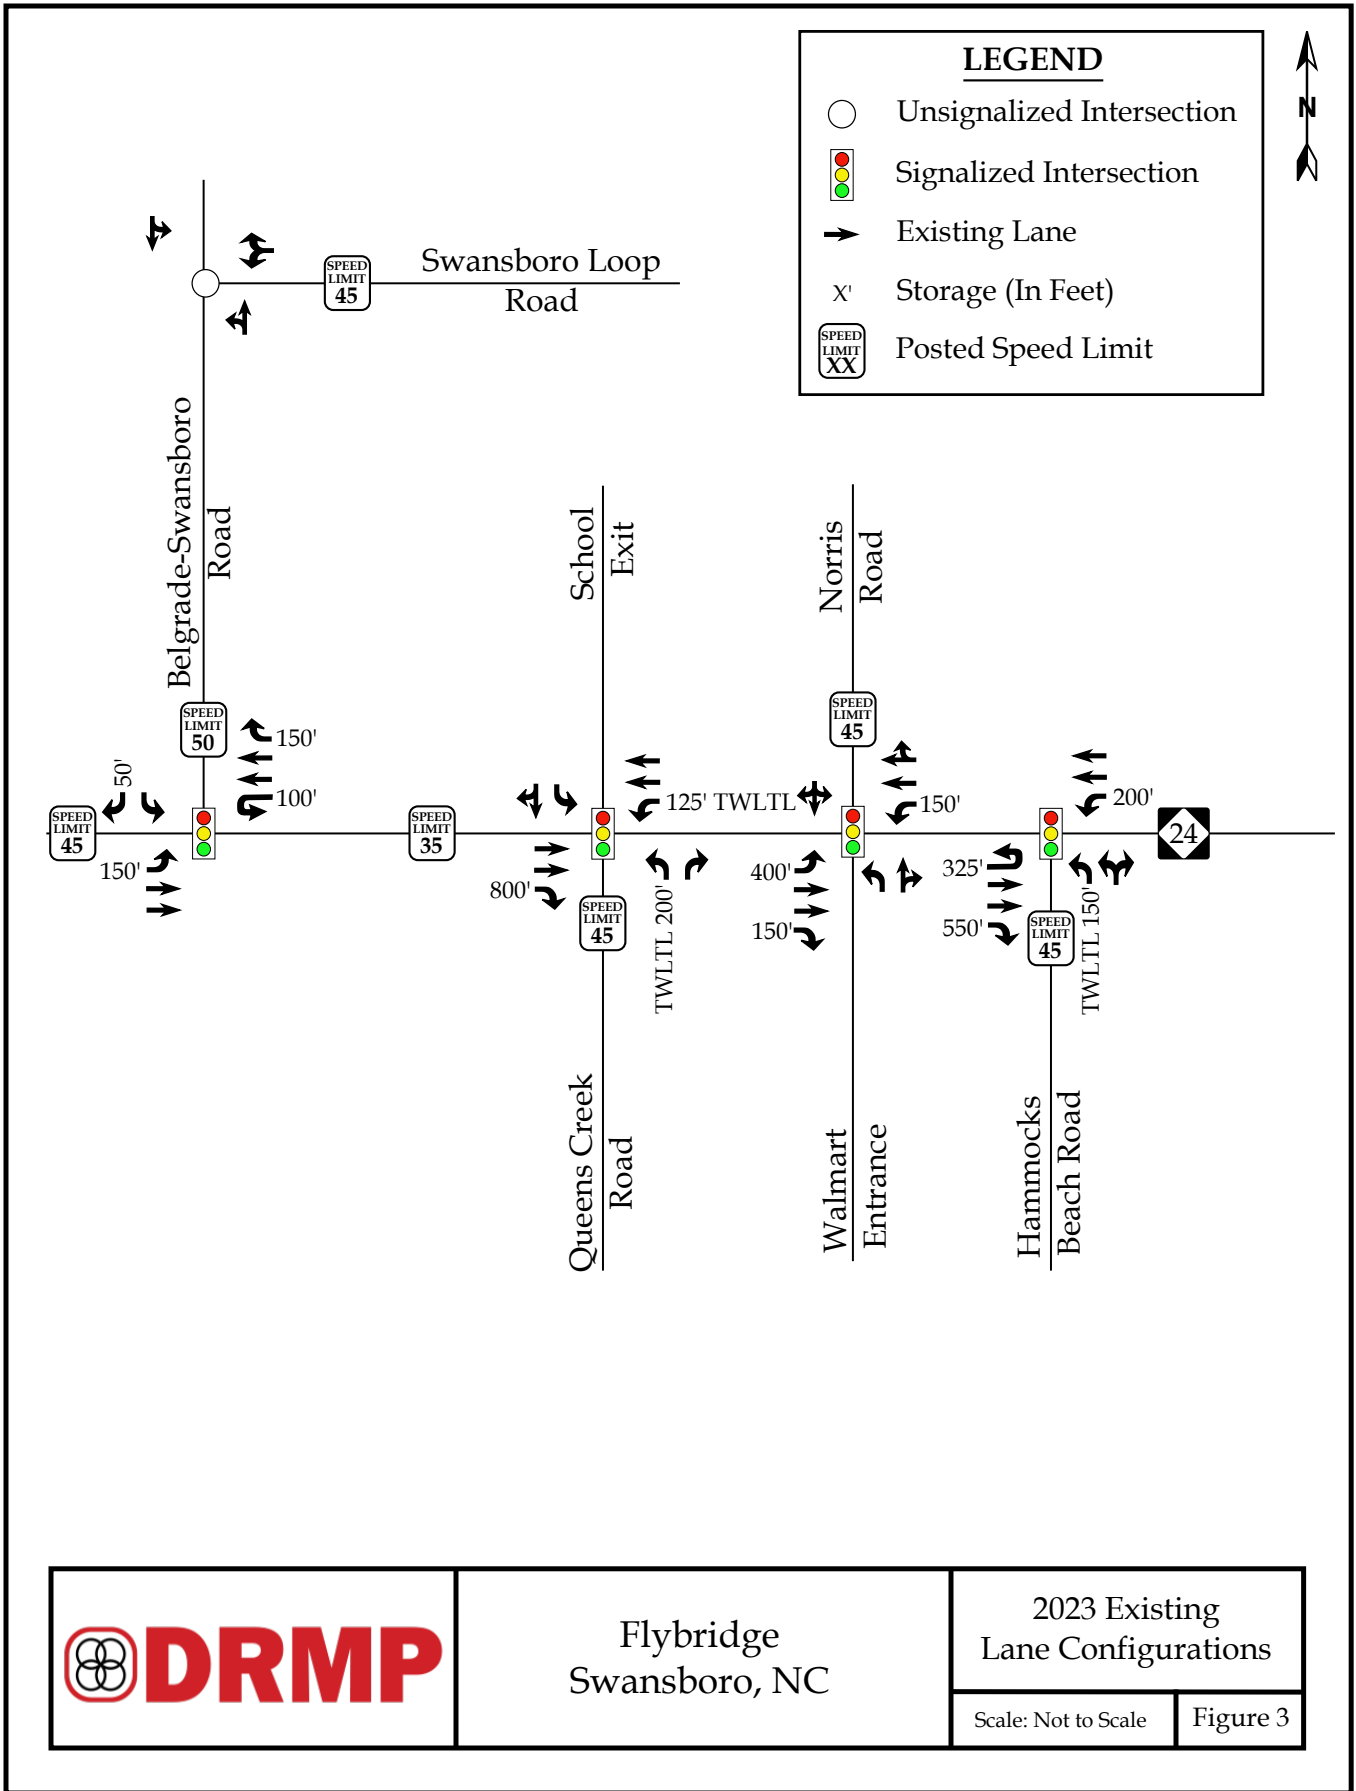 LEGEND
Unsignalized Intersection
Signalized Intersection
Existing Lane
X' Storage (In Feet)
SPEED
LIMIT
XX
Posted Speed Limit
N
Swansboro Loop
Road
SPEED
LIMIT
45
Belgrade-Swansboro
Road
School
Exit
Norris
Road
SPEED
LIMIT
50
SPEED
LIMIT
45
150'
100'
50'
150'
SPEED
LIMIT
45
SPEED
LIMIT
35
125' TWLTL
800'
TWLTL 200'
SPEED
LIMIT
45
150'
400'
150'
200'
24
325'
550'
TWLTL 150'
SPEED
LIMIT
45
Queens Creek
Road
Walmart
Entrance
Hammocks
Beach Road
DRMP
Flybridge
Swansboro, NC
2023 Existing
Lane Configurations
Scale: Not to Scale
Figure 3